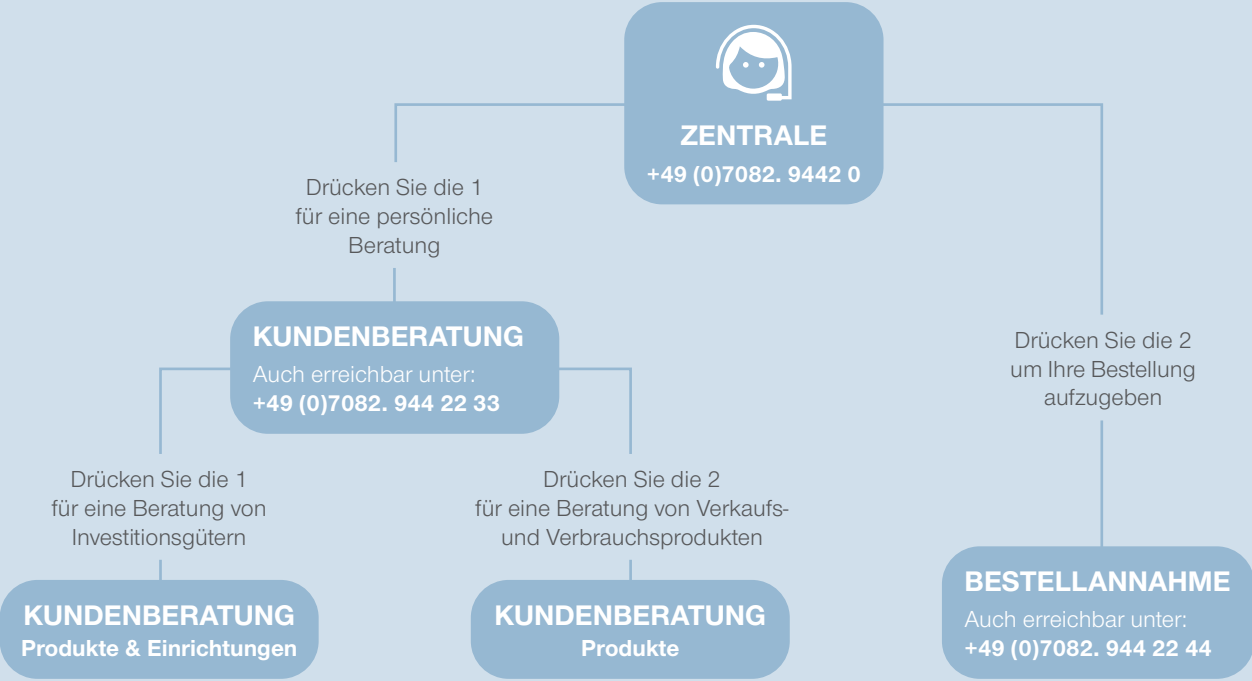 ZENTRALE
+49 (0)7082. 9442 0
Drücken Sie die 1
für eine persönliche
Beratung
KUNDENBERATUNG
Auch erreichbar unter:
+49 (0)7082. 944 22 33
Drücken Sie die 1
für eine Beratung von
Investitionsgütern
KUNDENBERATUNG
Produkte & Einrichtungen
Drücken Sie die 2
für eine Beratung von Verkaufs-
und Verbrauchsprodukten
KUNDENBERATUNG
Produkte
Drücken Sie die 2
um Ihre Bestellung
aufzugeben
BESTELLANNAHME
Auch erreichbar unter:
+49 (0)7082. 944 22 44